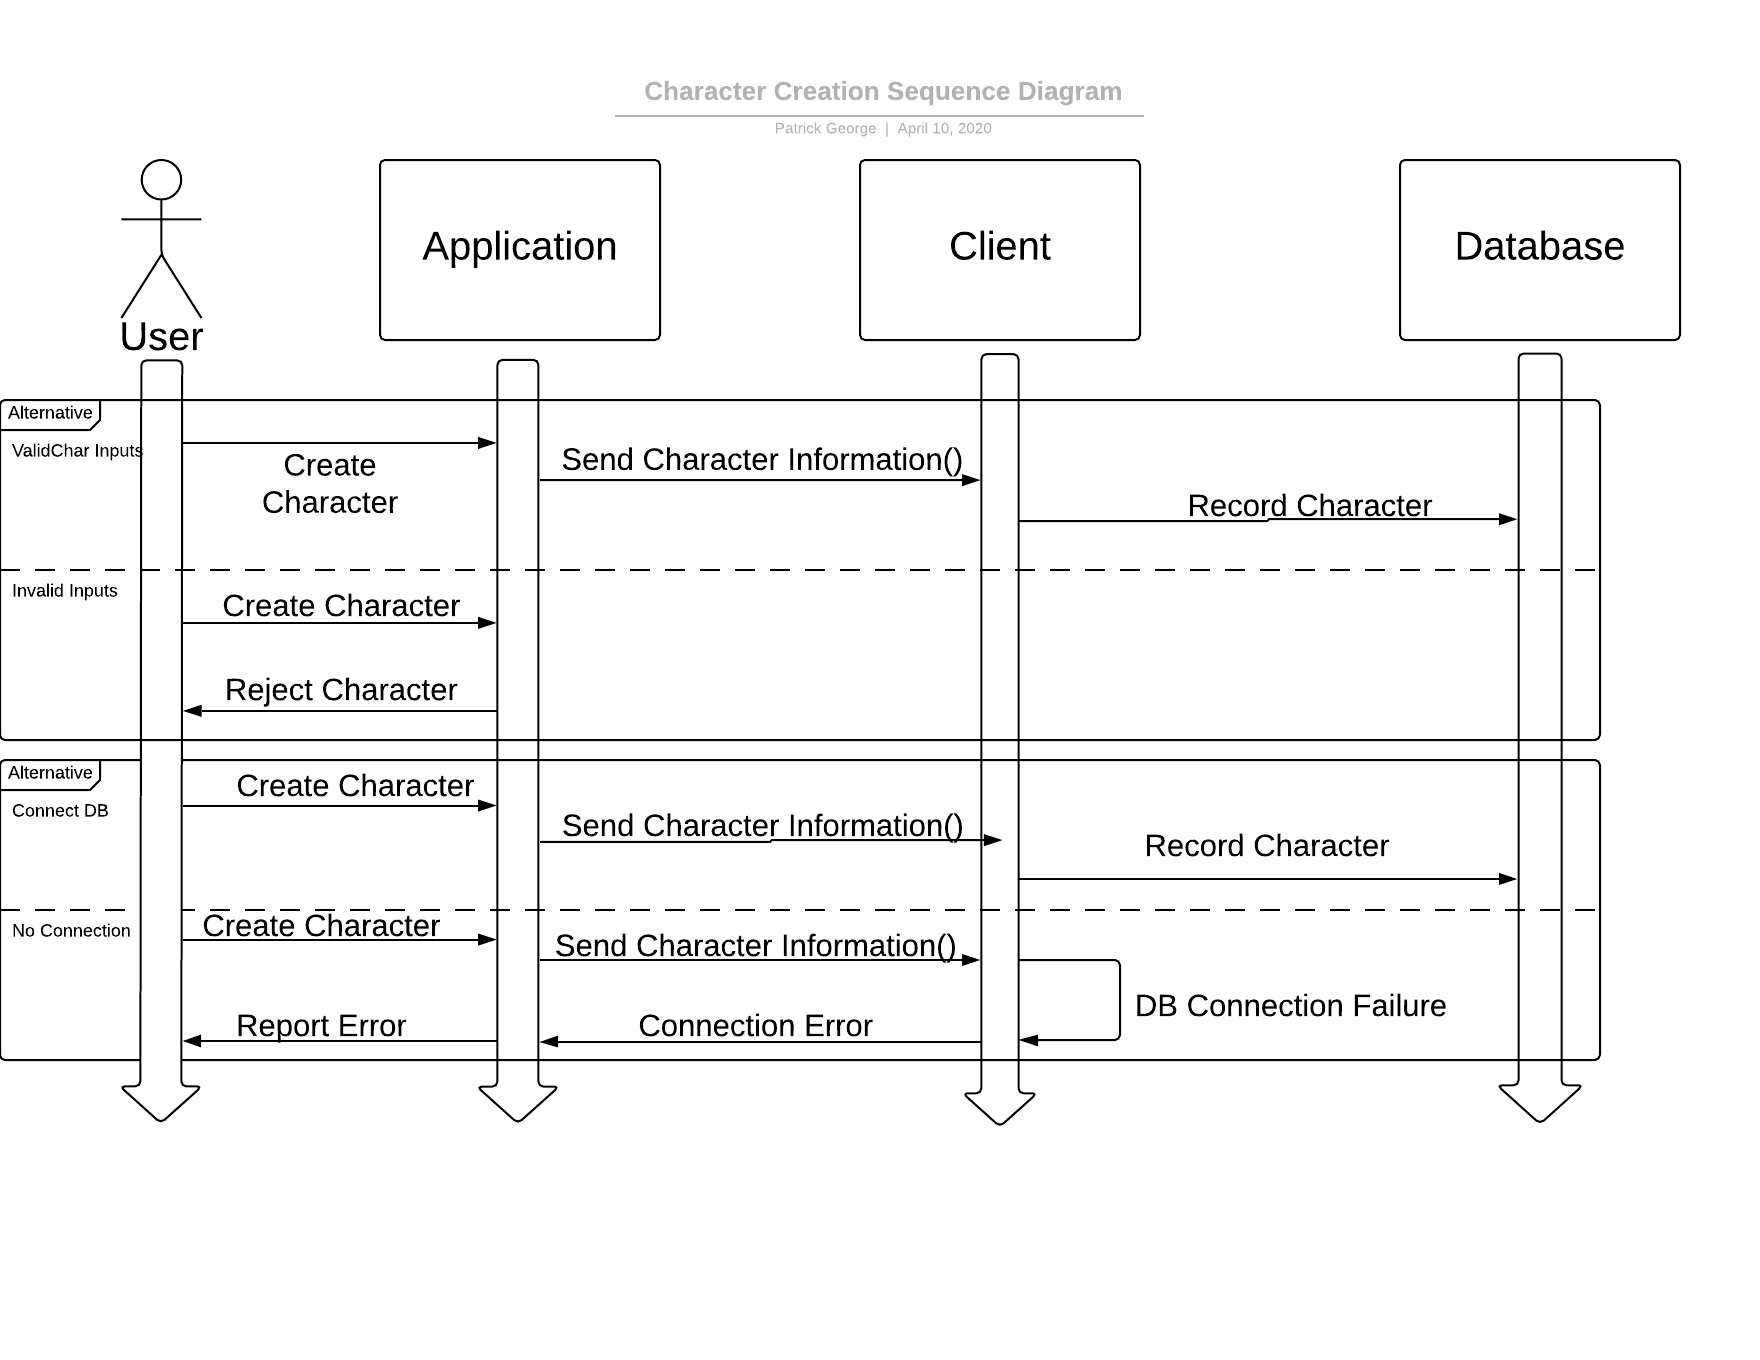 Character Creation Sequence Diagram
Patrick George | April 10, 2020
User
Application
Client
Database
Alternative
ValidChar Inputs
Create
Character
Send Character Information()
Record Character
Invalid Inputs
Create Character
Reject Character
Alternative
Create Character
Connect DB
Send Character Information()
Record Character
No Connection
Create Character
Send Character Information()
DB Connection Failure
Report Error
Connection Error